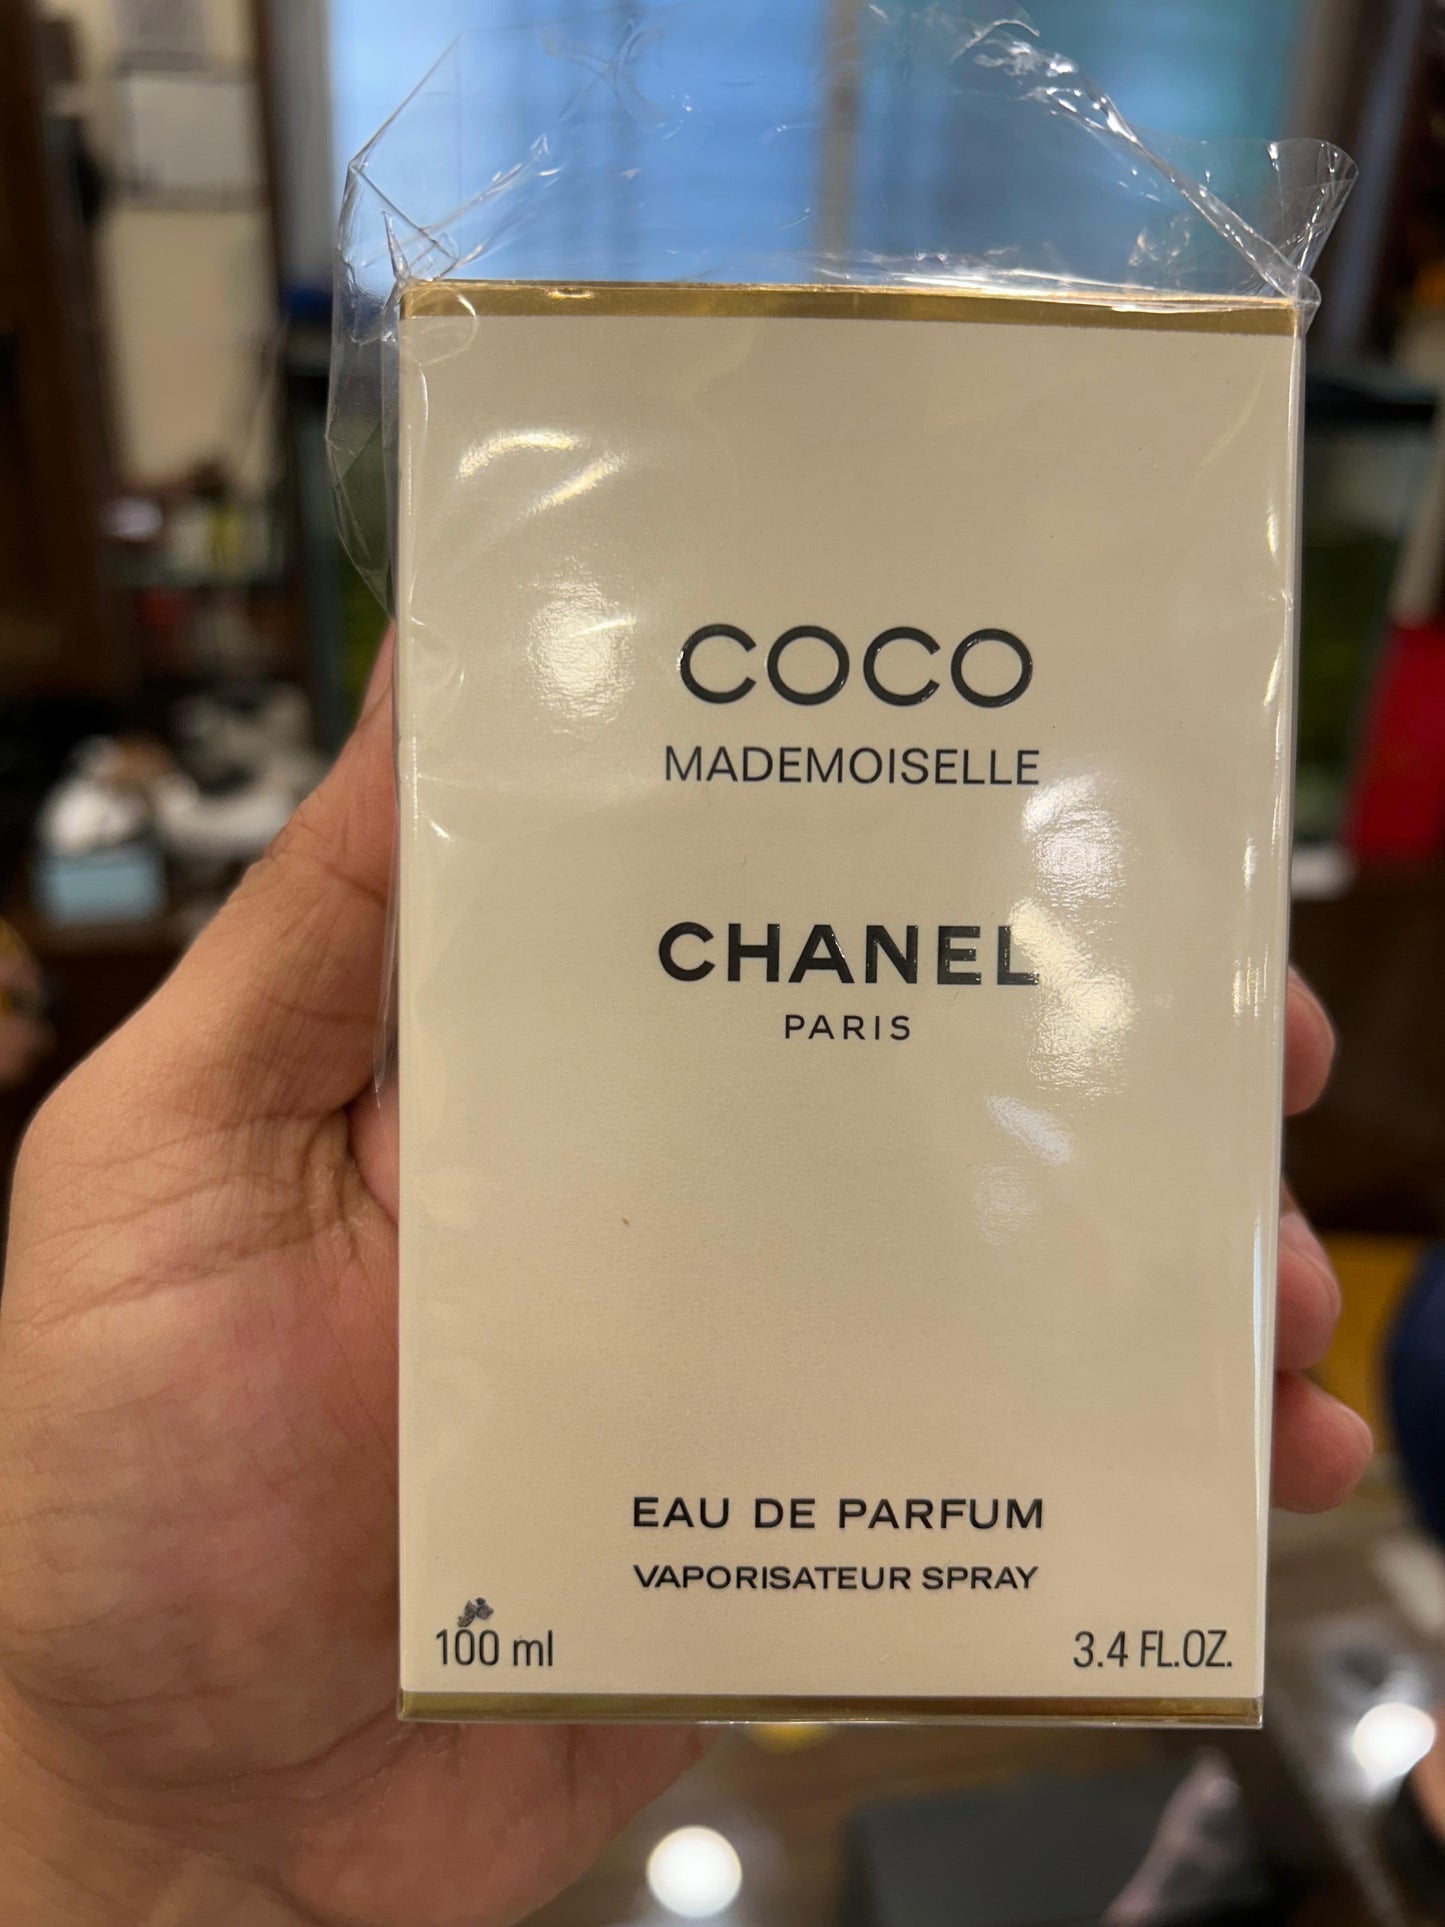 COCO
MADEMOISELLE
CHANEL
PARIS
EAU DE PARFUM
VAPORISATEUR SPRAY
100 ml
3.4 FL.OZ.